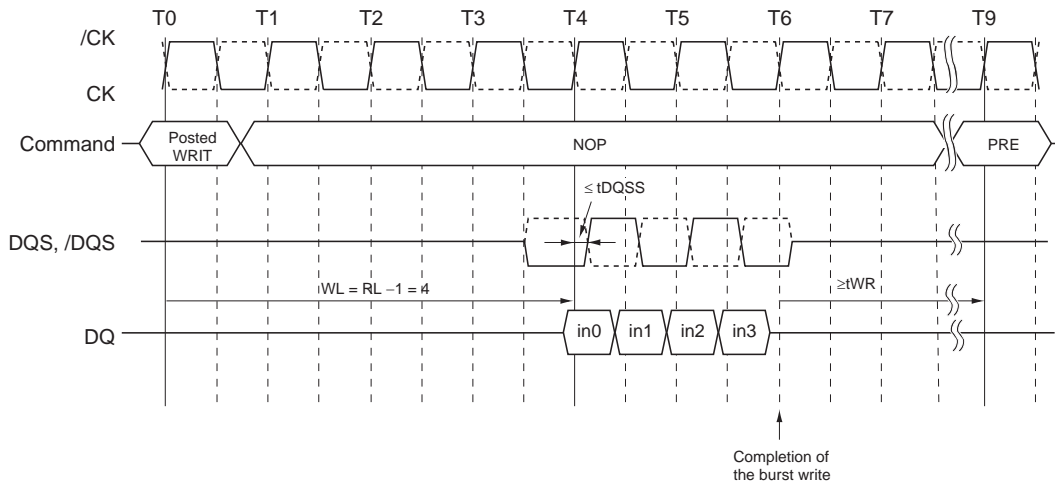 T0 T1 T2 T3 T4 T5 T6 T7 T9
/CK
CK
Command
Posted
WRIT
NOP
PRE
≤ tDQSS
DQS, /DQS
WL = RL −1 = 4
≥tWR
DQ
in0 in1 in2 in3
Completion of
the burst write